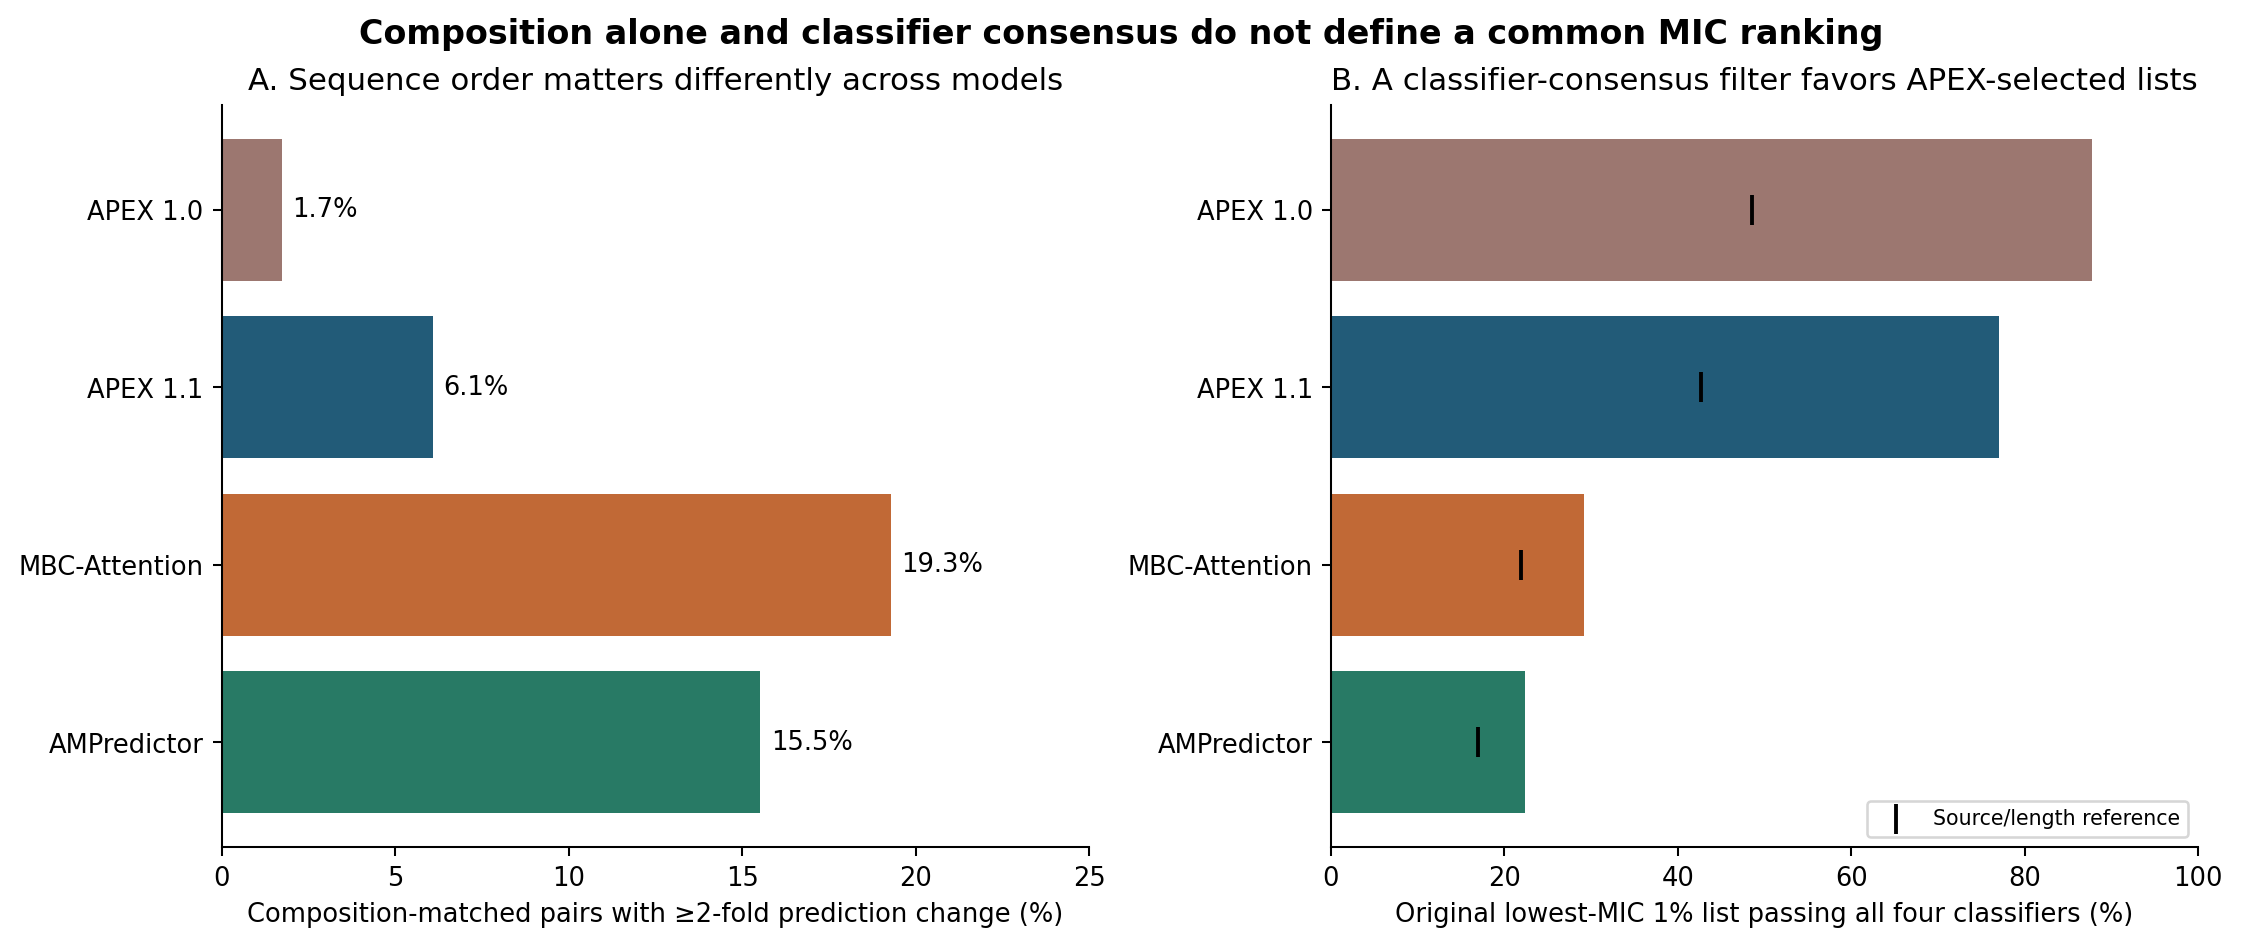 Composition alone and classifier consensus do not define a common MIC ranking
A. Sequence order matters differently across models
APEX 1.0
1.7%
APEX 1.1
6.1%
MBC-Attention
19.3%
AMPredictor
15.5%
0 5 10 15 20 25
Composition-matched pairs with ≥2-fold prediction change (%)
B. A classifier-consensus filter favors APEX-selected lists
APEX 1.0
APEX 1.1
MBC-Attention
AMPredictor
Source/length reference
0 20 40 60 80 100
Original lowest-MIC 1% list passing all four classifiers (%)